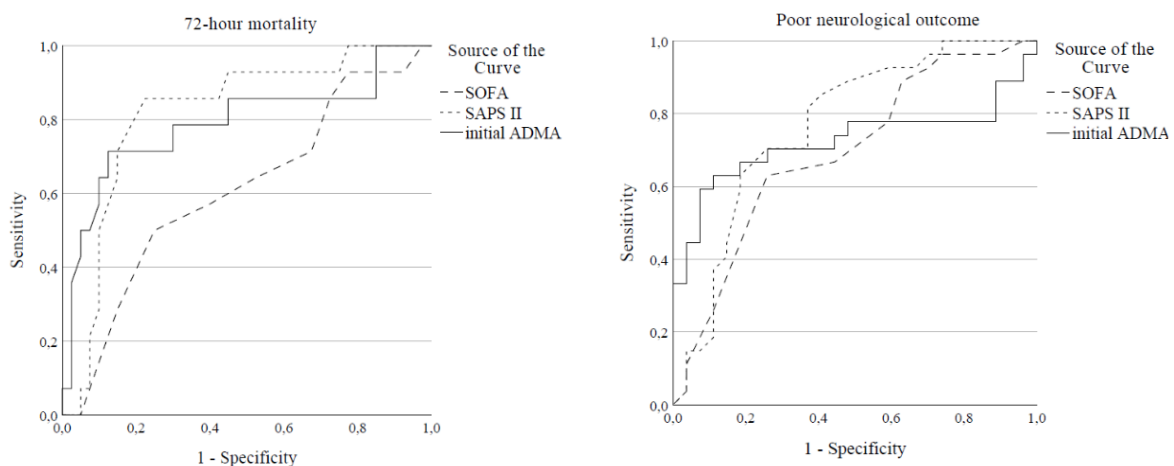 72-hour mortality
1,0
0,8
0,6
0,4
0,2
0,0
Sensitivity
0,0 0,2 0,4 0,6 0,8 1,0
1 - Specificity
Source of the
Curve
SOFA
SAPS II
initial ADMA
Poor neurological outcome
1,0
0,8
0,6
0,4
0,2
0,0
Sensitivity
0,0 0,2 0,4 0,6 0,8 1,0
1 - Specificity
Source of the
Curve
SOFA
SAPS II
initial ADMA